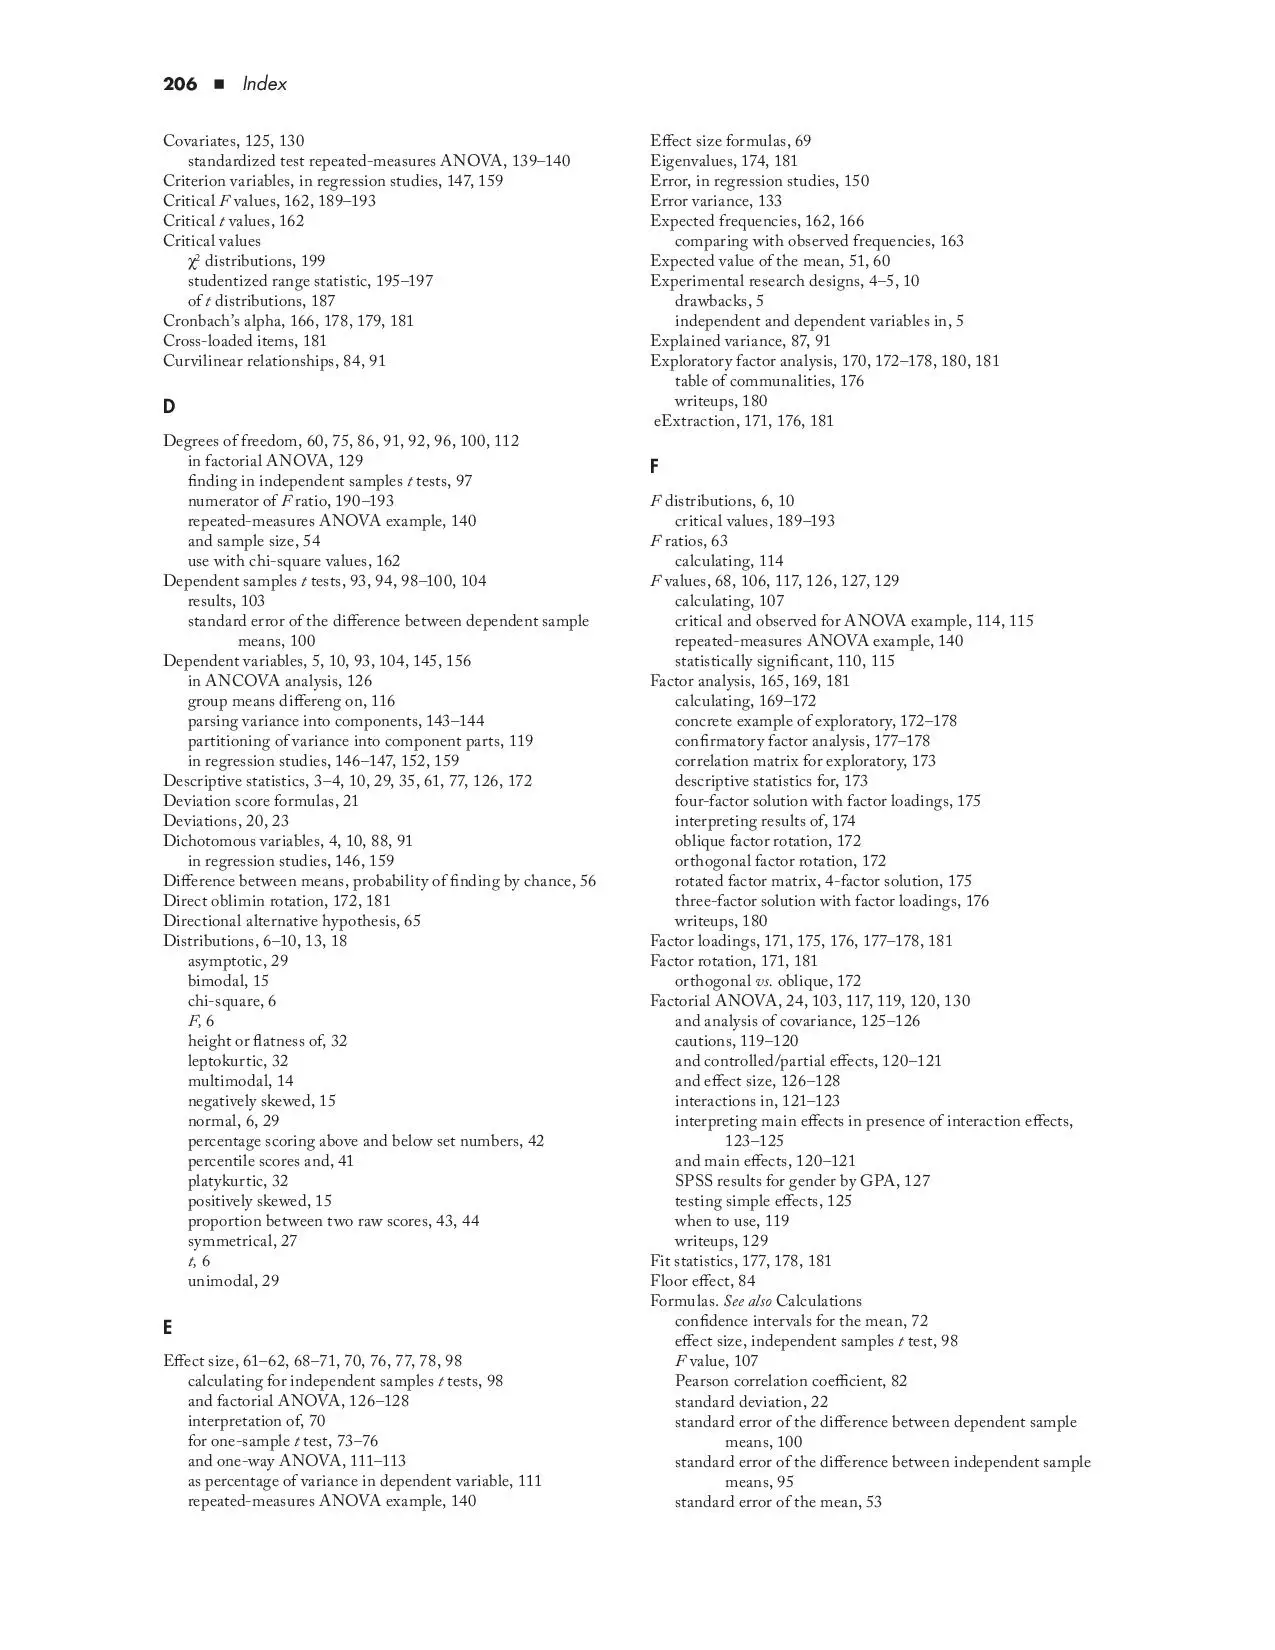 206 ■ Index
Covariates, 125, 130
standardized test repeated-measures ANOVA, 139–140
Criterion variables, in regression studies, 147, 159
Critical F values, 162, 189–193
Critical t values, 162
Critical values
χ² distributions, 199
studentized range statistic, 195–197
of t distributions, 187
Cronbach's alpha, 166, 178, 179, 181
Cross-loaded items, 181
Curvilinear relationships, 84, 91
D
Degrees of freedom, 60, 75, 86, 91, 92, 96, 100, 112
in factorial ANOVA, 129
finding in independent samples t tests, 97
numerator of F ratio, 190–193
repeated-measures ANOVA example, 140
and sample size, 54
use with chi-square values, 162
Dependent samples t tests, 93, 94, 98–100, 104
results, 103
standard error of the difference between dependent sample
means, 100
Dependent variables, 5, 10, 93, 104, 145, 156
in ANCOVA analysis, 126
group means differeng on, 116
parsing variance into components, 143–144
partitioning of variance into component parts, 119
in regression studies, 146–147, 152, 159
Descriptive statistics, 3–4, 10, 29, 35, 61, 77, 126, 172
Deviation score formulas, 21
Deviations, 20, 23
Dichotomous variables, 4, 10, 88, 91
in regression studies, 146, 159
Difference between means, probability of finding by chance, 56
Direct oblimin rotation, 172, 181
Directional alternative hypothesis, 65
Distributions, 6–10, 13, 18
asymptotic, 29
bimodal, 15
chi-square, 6
F, 6
height or flatness of, 32
leptokurtic, 32
multimodal, 14
negatively skewed, 15
normal, 6, 29
percentage scoring above and below set numbers, 42
percentile scores and, 41
platykurtic, 32
positively skewed, 15
proportion between two raw scores, 43, 44
symmetrical, 27
t, 6
unimodal, 29
E
Effect size, 61–62, 68–71, 70, 76, 77, 78, 98
calculating for independent samples t tests, 98
and factorial ANOVA, 126–128
interpretation of, 70
for one-sample t test, 73–76
and one-way ANOVA, 111–113
as percentage of variance in dependent variable, 111
repeated-measures ANOVA example, 140
Effect size formulas, 69
Eigenvalues, 174, 181
Error, in regression studies, 150
Error variance, 133
Expected frequencies, 162, 166
comparing with observed frequencies, 163
Expected value of the mean, 51, 60
Experimental research designs, 4–5, 10
drawbacks, 5
independent and dependent variables in, 5
Explained variance, 87, 91
Exploratory factor analysis, 170, 172–178, 180, 181
table of communalities, 176
writeups, 180
eExtraction, 171, 176, 181
F
F distributions, 6, 10
critical values, 189–193
F ratios, 63
calculating, 114
F values, 68, 106, 117, 126, 127, 129
calculating, 107
critical and observed for ANOVA example, 114, 115
repeated-measures ANOVA example, 140
statistically significant, 110, 115
Factor analysis, 165, 169, 181
calculating, 169–172
concrete example of exploratory, 172–178
confirmatory factor analysis, 177–178
correlation matrix for exploratory, 173
descriptive statistics for, 173
four-factor solution with factor loadings, 175
interpreting results of, 174
oblique factor rotation, 172
orthogonal factor rotation, 172
rotated factor matrix, 4-factor solution, 175
three-factor solution with factor loadings, 176
writeups, 180
Factor loadings, 171, 175, 176, 177–178, 181
Factor rotation, 171, 181
orthogonal vs. oblique, 172
Factorial ANOVA, 24, 103, 117, 119, 120, 130
and analysis of covariance, 125–126
cautions, 119–120
and controlled/partial effects, 120–121
and effect size, 126–128
interactions in, 121–123
interpreting main effects in presence of interaction effects,
123–125
and main effects, 120–121
SPSS results for gender by GPA, 127
testing simple effects, 125
when to use, 119
writeups, 129
Fit statistics, 177, 178, 181
Floor effect, 84
Formulas. See also Calculations
confidence intervals for the mean, 72
effect size, independent samples t test, 98
F value, 107
Pearson correlation coefficient, 82
standard deviation, 22
standard error of the difference between dependent sample
means, 100
standard error of the difference between independent sample
means, 95
standard error of the mean, 53